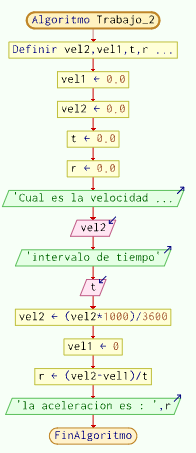 Algoritmo Trabajo_2
Definir vel2,vel1,t,r ...
vel1 ← 0.0
vel2 ← 0.0
t ← 0.0
r ← 0.0
'Cual es la velocidad ...
vel2
'intervalo de tiempo'
t
vel2 ← (vel2*1000)/3600
vel1 ← 0
r ← (vel2-vel1)/t
'la aceleracion es : ',r
FinAlgoritmo